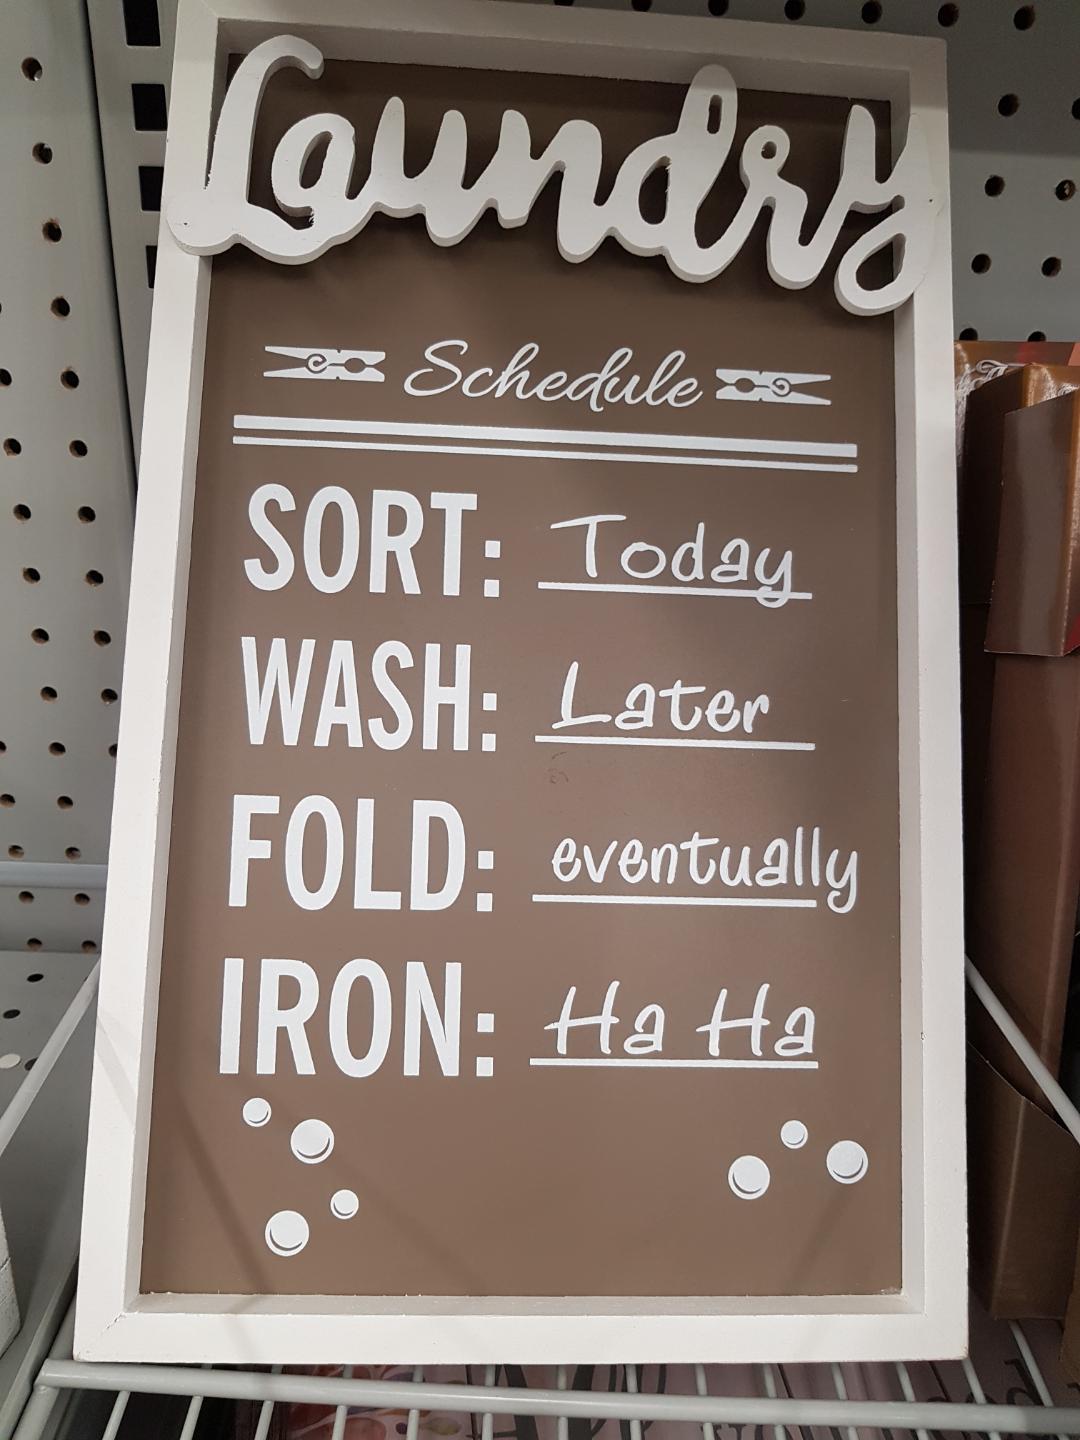 Laundry
Schedule
SORT: Today
WASH: Later
FOLD: eventually
IRON: Ha Ha